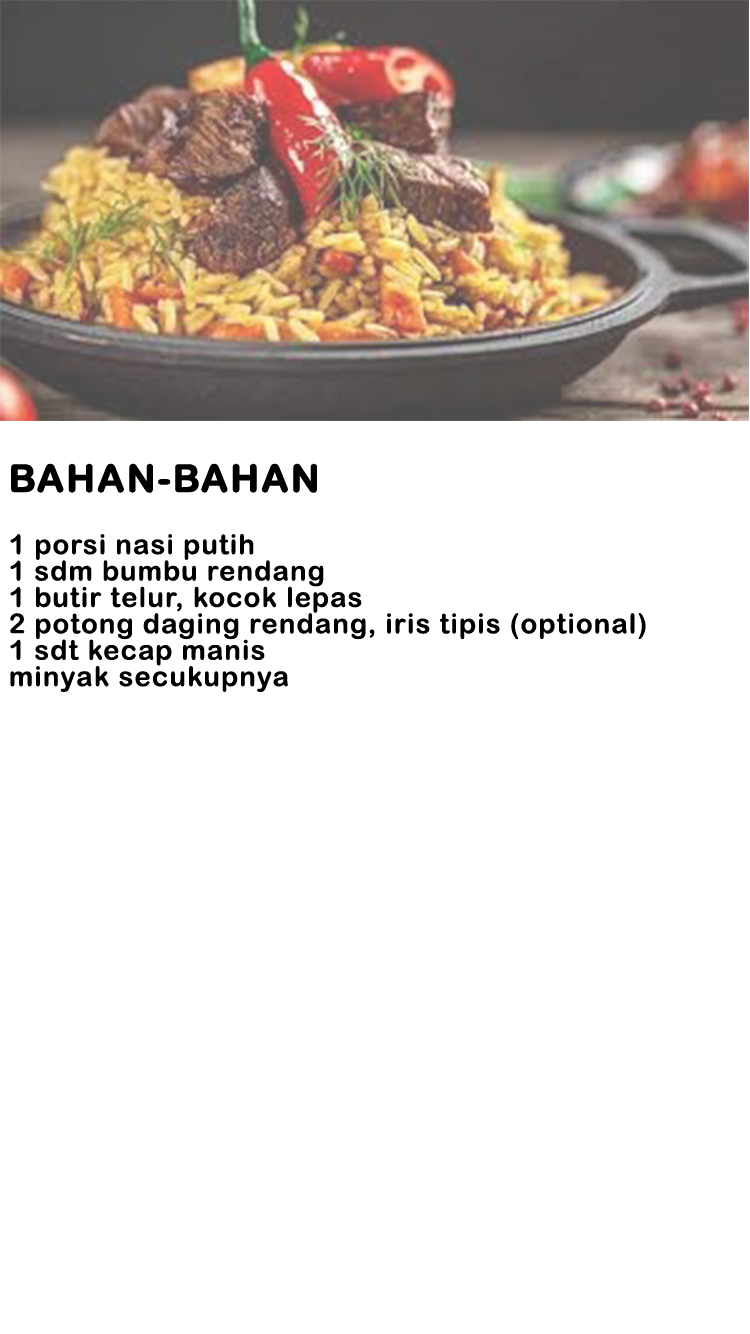 BAHAN-BAHAN
1 porsi nasi putih
1 sdm bumbu rendang
1 butir telur, kocok lepas
2 potong daging rendang, iris tipis (optional)
1 sdt kecap manis
minyak secukupnya